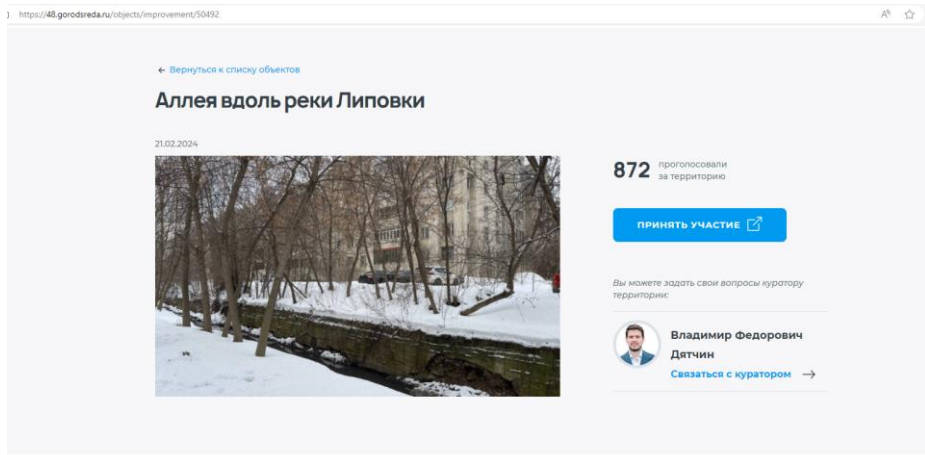 https://48.gorodsreda.ru/objects/improvement/50492
← Вернуться к списку объектов
Аллея вдоль реки Липовки
21.02.2024
872 проголосовали
за территорию
ПРИНЯТЬ УЧАСТИЕ
Вы можете задать свои вопросы куратору
территории:
Владимир Федорович
Дятчин
Связаться с куратором →